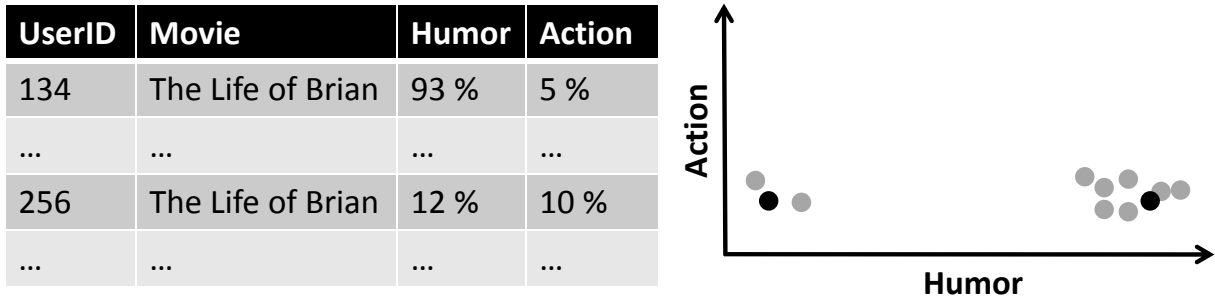 UserID Movie Humor Action
134 The Life of Brian 93 % 5 %
... ... ... ...
256 The Life of Brian 12 % 10 %
... ... ... ...
Action
Humor